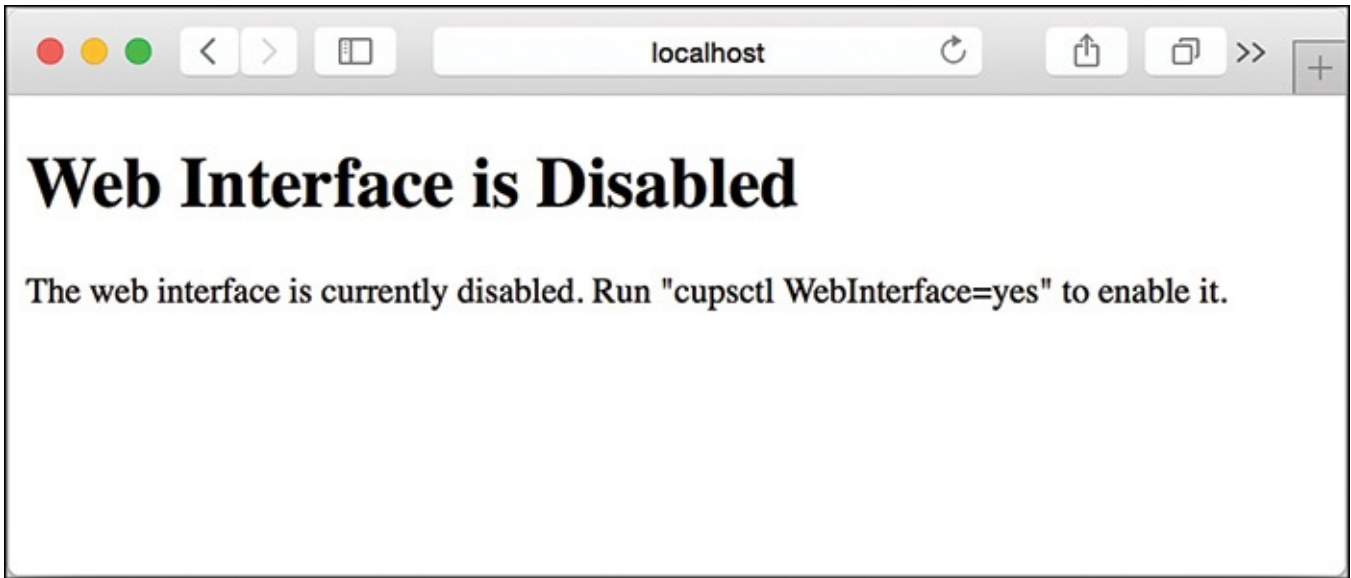 localhost
Web Interface is Disabled
The web interface is currently disabled. Run "cupsctl WebInterface=yes" to enable it.